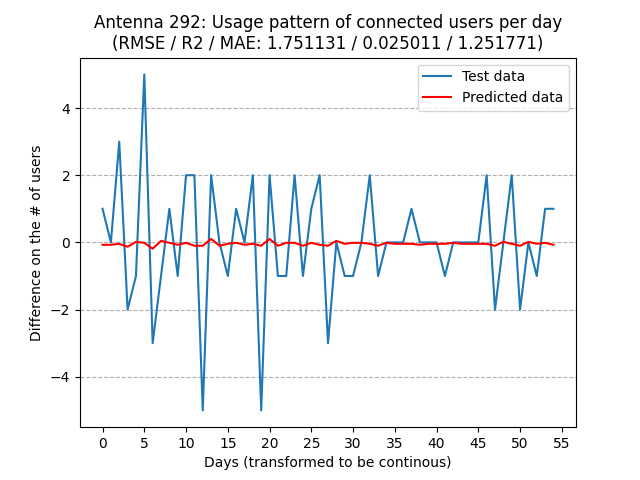 Antenna 292: Usage pattern of connected users per day
(RMSE / R2 / MAE: 1.751131 / 0.025011 / 1.251771)
Test data
Predicted data
Difference on the # of users
4
2
0
−2
−4
0 5 10 15 20 25 30 35 40 45 50 55
Days (transformed to be continous)